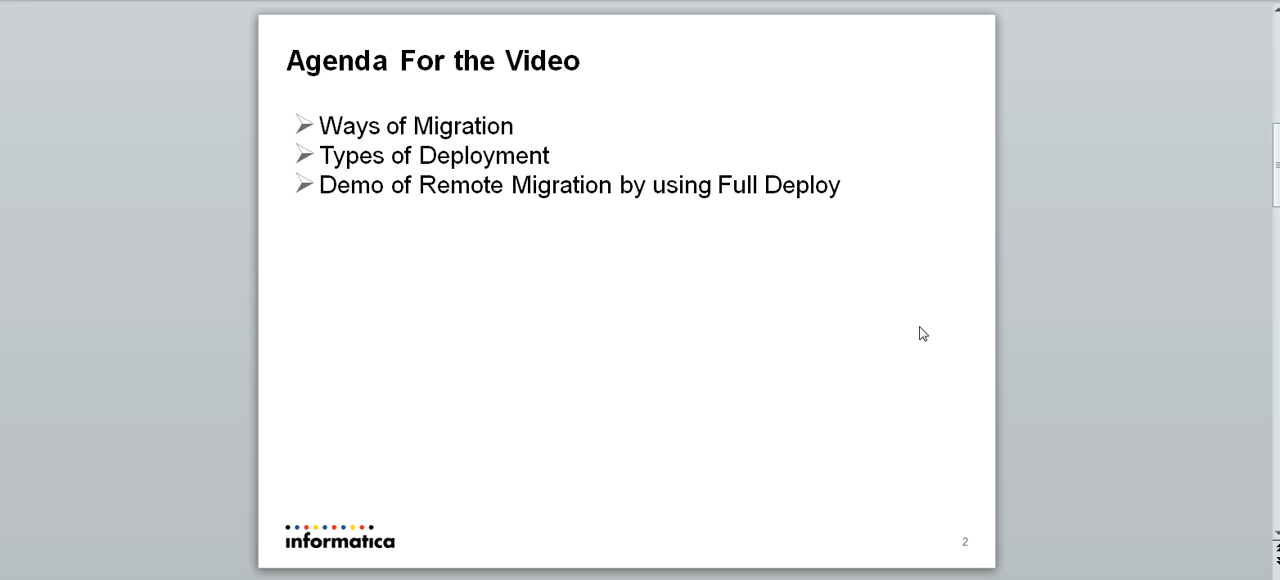 Agenda For the Video
Ways of Migration
Types of Deployment
Demo of Remote Migration by using Full Deploy
informatica
2